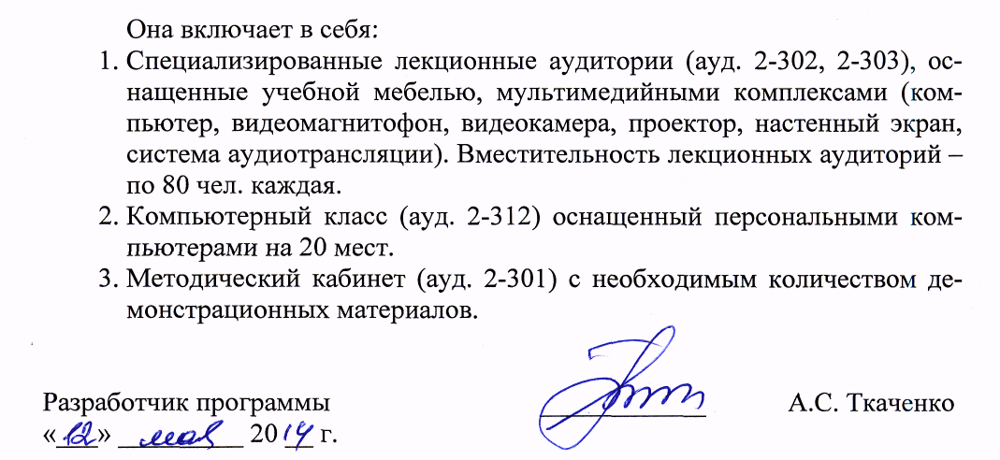 Она включает в себя:
1. Специализированные лекционные аудитории (ауд. 2-302, 2-303), ос-
нащенные учебной мебелью, мультимедийными комплексами (ком-
пьютер, видеомагнитофон, видеокамера, проектор, настенный экран,
система аудиотрансляции). Вместительность лекционных аудиторий –
по 80 чел. каждая.
2. Компьютерный класс (ауд. 2-312) оснащенный персональными ком-
пьютерами на 20 мест.
3. Методический кабинет (ауд. 2-301) с необходимым количеством де-
монстрационных материалов.
Разработчик программы А.С. Ткаченко
«12» мая 2014 г.